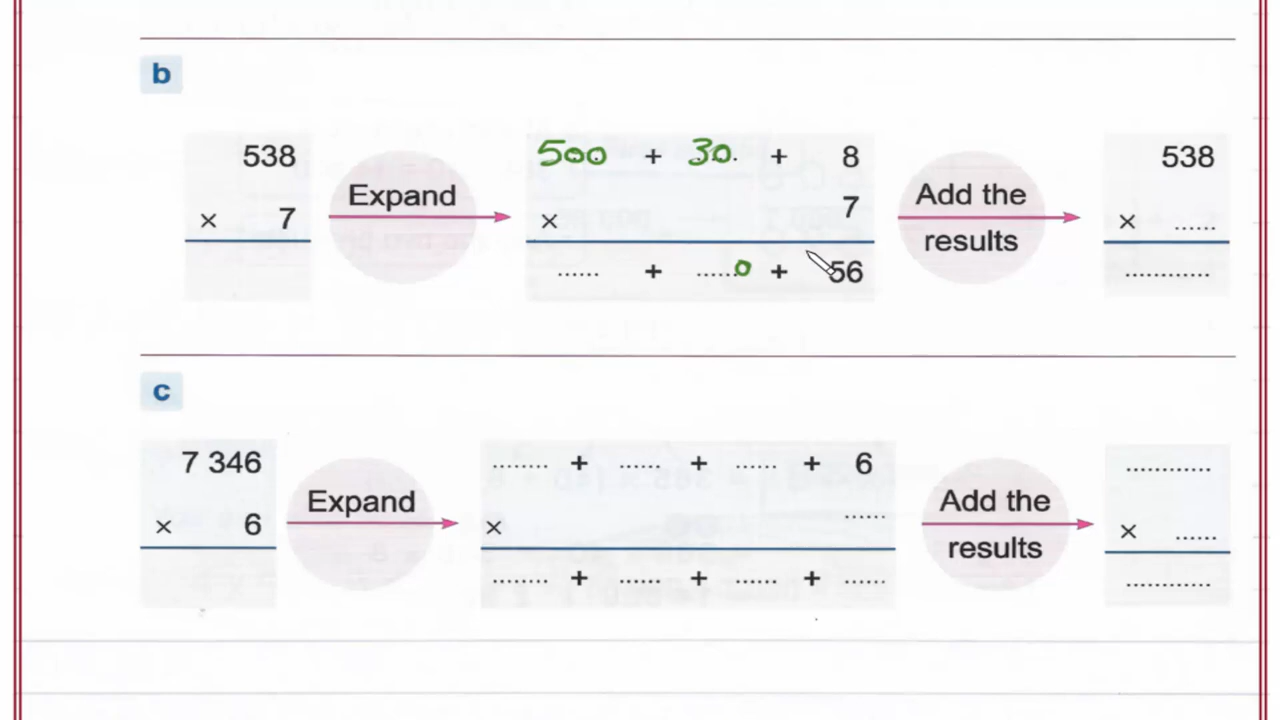 b
538
× 7
Expand
500 + 30 + 8
× 7
...... + ......0 + 56
Add the
results
538
× ......
............
c
7 346
× 6
Expand
........ + ...... + ...... + 6
× ......
........ + ...... + ...... + ......
Add the
results
............
× ......
............